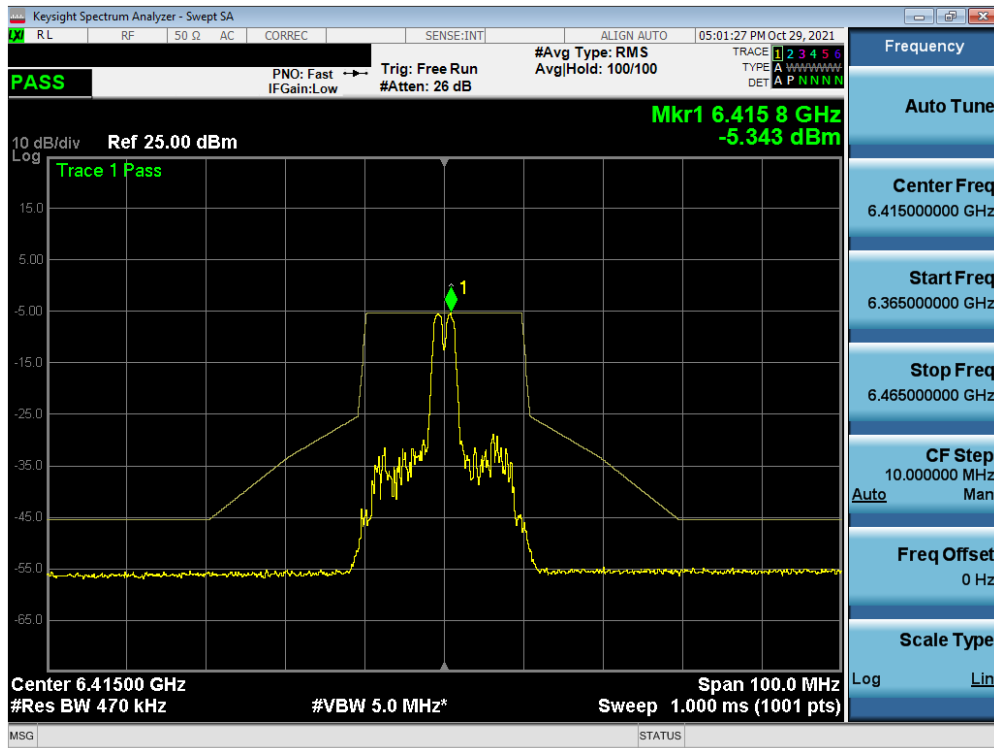 Keysight Spectrum Analyzer - Swept SA
LXI RL RF 50 Ω AC CORREC SENSE:INT ALIGN AUTO 05:01:27 PM Oct 29, 2021
PASS
PNO: Fast
IFGain:Low
Trig: Free Run
#Atten: 26 dB
#Avg Type: RMS
Avg|Hold: 100/100
TRACE 1 2 3 4 5 6
TYPE A WWWWW
DET A P N N N N
Mkr1 6.415 8 GHz
-5.343 dBm
10 dB/div Ref 25.00 dBm
Log
Trace 1 Pass
15.0
5.00
-5.00
-15.0
-25.0
-35.0
-45.0
-55.0
-65.0
1
Center 6.41500 GHz Span 100.0 MHz
#Res BW 470 kHz #VBW 5.0 MHz* Sweep 1.000 ms (1001 pts)
MSG STATUS
Frequency
Auto Tune
Center Freq
6.415000000 GHz
Start Freq
6.365000000 GHz
Stop Freq
6.465000000 GHz
CF Step
10.000000 MHz
Auto Man
Freq Offset
0 Hz
Scale Type
Log Lin